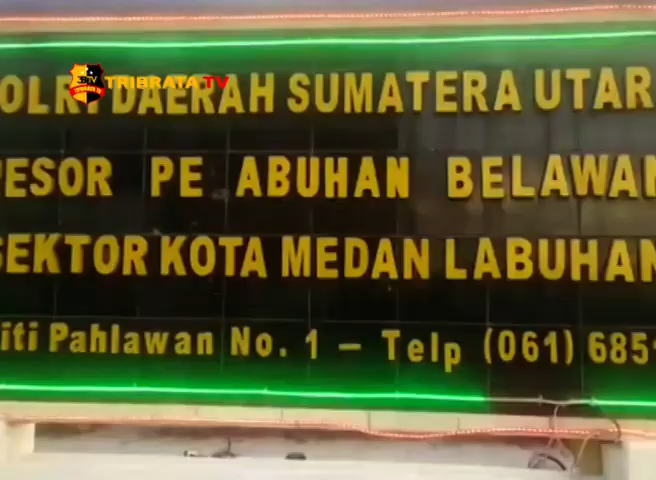 TRIBRATA TV
OLRI DAERAH SUMATERA UTAR
PESOR PE ABUHAN BELAWAN
SEKTOR KOTA MEDAN LABUHAN
iti Pahlawan No. 1 – Telp (061) 685